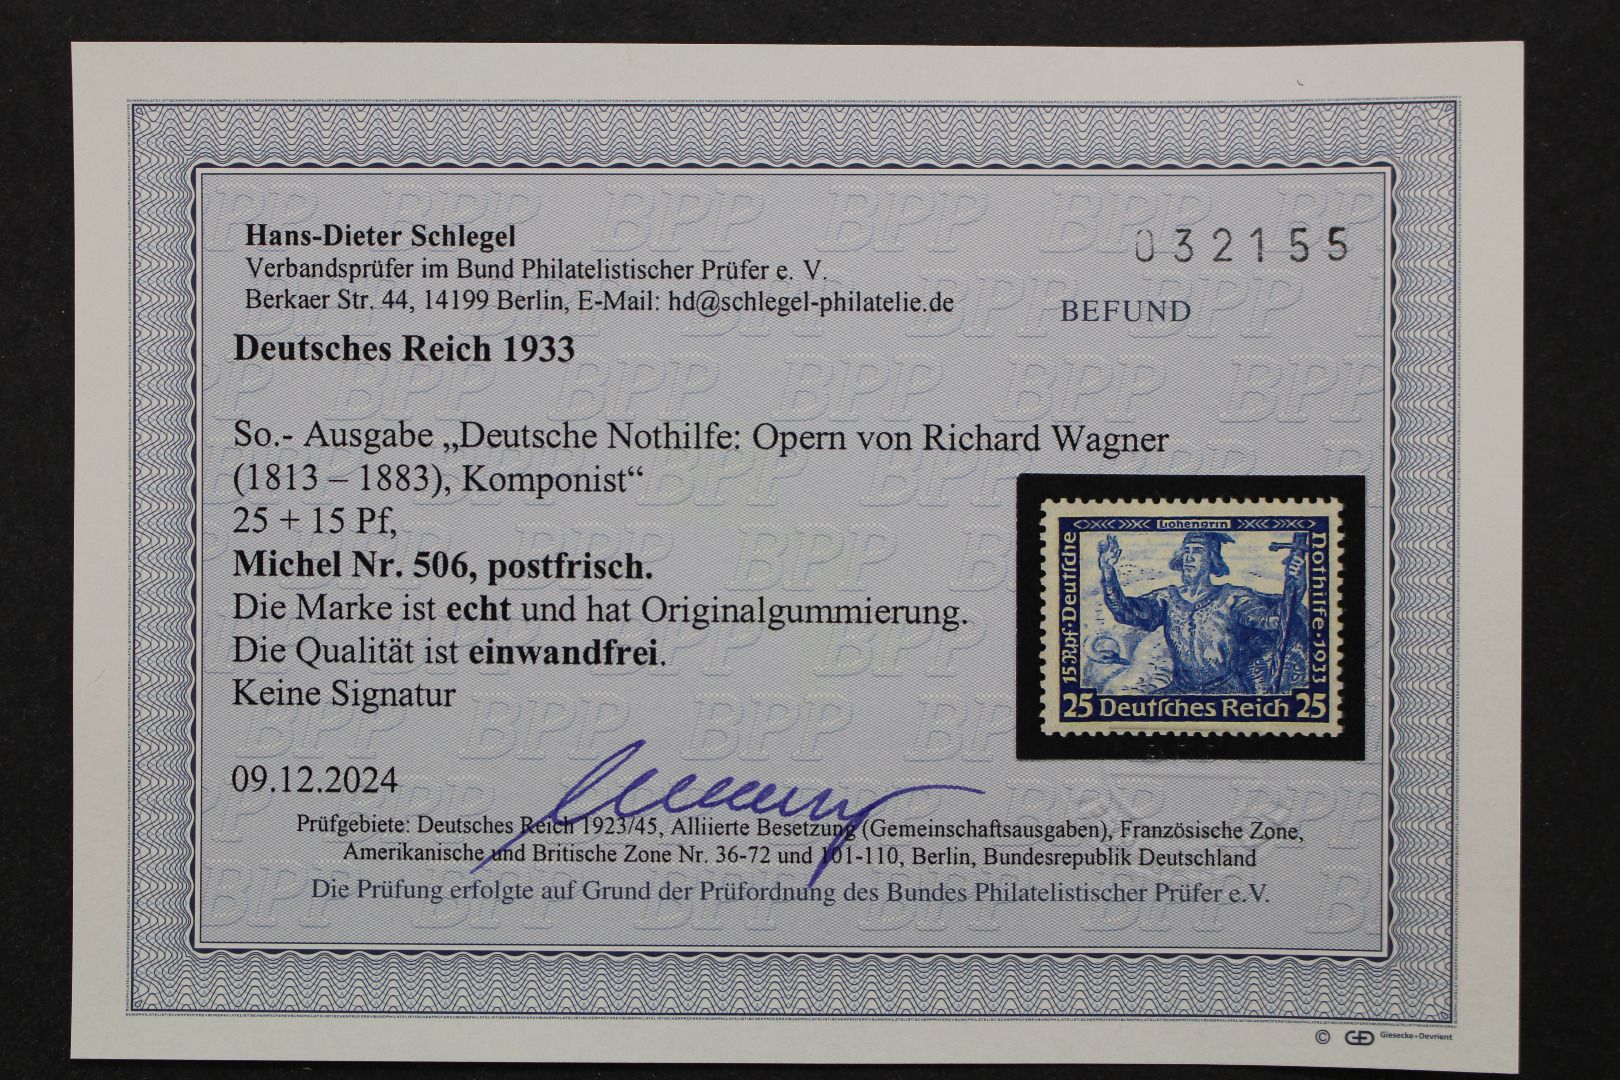 Hans-Dieter Schlegel
Verbandsprüfer im Bund Philatelistischer Prüfer e. V.
Berkaer Str. 44, 14199 Berlin, E-Mail: hd@schlegel-philatelie.de
032155
BEFUND
Deutsches Reich 1933
So.- Ausgabe „Deutsche Nothilfe: Opern von Richard Wagner
(1813 – 1883), Komponist“
25 + 15 Pf,
Michel Nr. 506, postfrisch.
Die Marke ist echt und hat Originalgummierung.
Die Qualität ist einwandfrei.
Keine Signatur
Lohengrin
15 Rpf·Deutſche
Nothilfe·1933
25 Deutſches Reich 25
09.12.2024
Prüfgebiete: Deutsches Reich 1923/45, Alliierte Besetzung (Gemeinschaftsausgaben), Französische Zone,
Amerikanische und Britische Zone Nr. 36-72 und 101-110, Berlin, Bundesrepublik Deutschland
Die Prüfung erfolgte auf Grund der Prüfordnung des Bundes Philatelistischer Prüfer e.V.
© Giesecke+Devrient